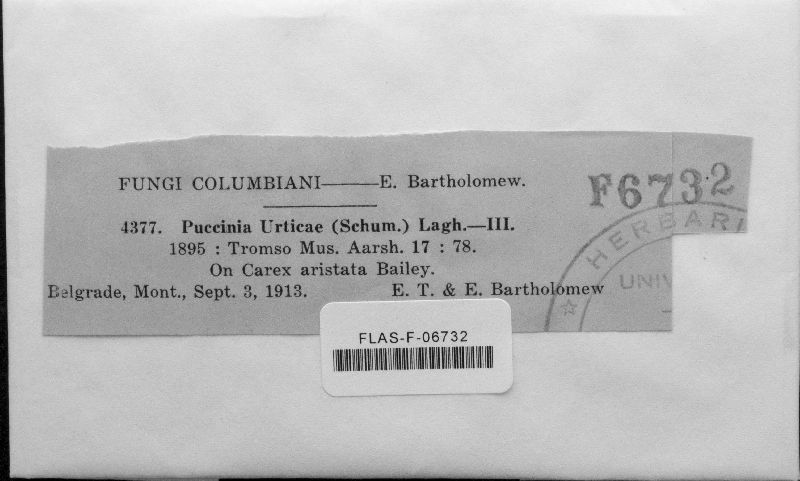 FUNGI COLUMBIANI——E. Bartholomew.
F6732
4377. Puccinia Urticae (Schum.) Lagh.—III.
1895 : Tromso Mus. Aarsh. 17 : 78.
On Carex aristata Bailey.
Belgrade, Mont., Sept. 3, 1913. E. T. & E. Bartholomew
HERBARI
UNIV
FLAS-F-06732